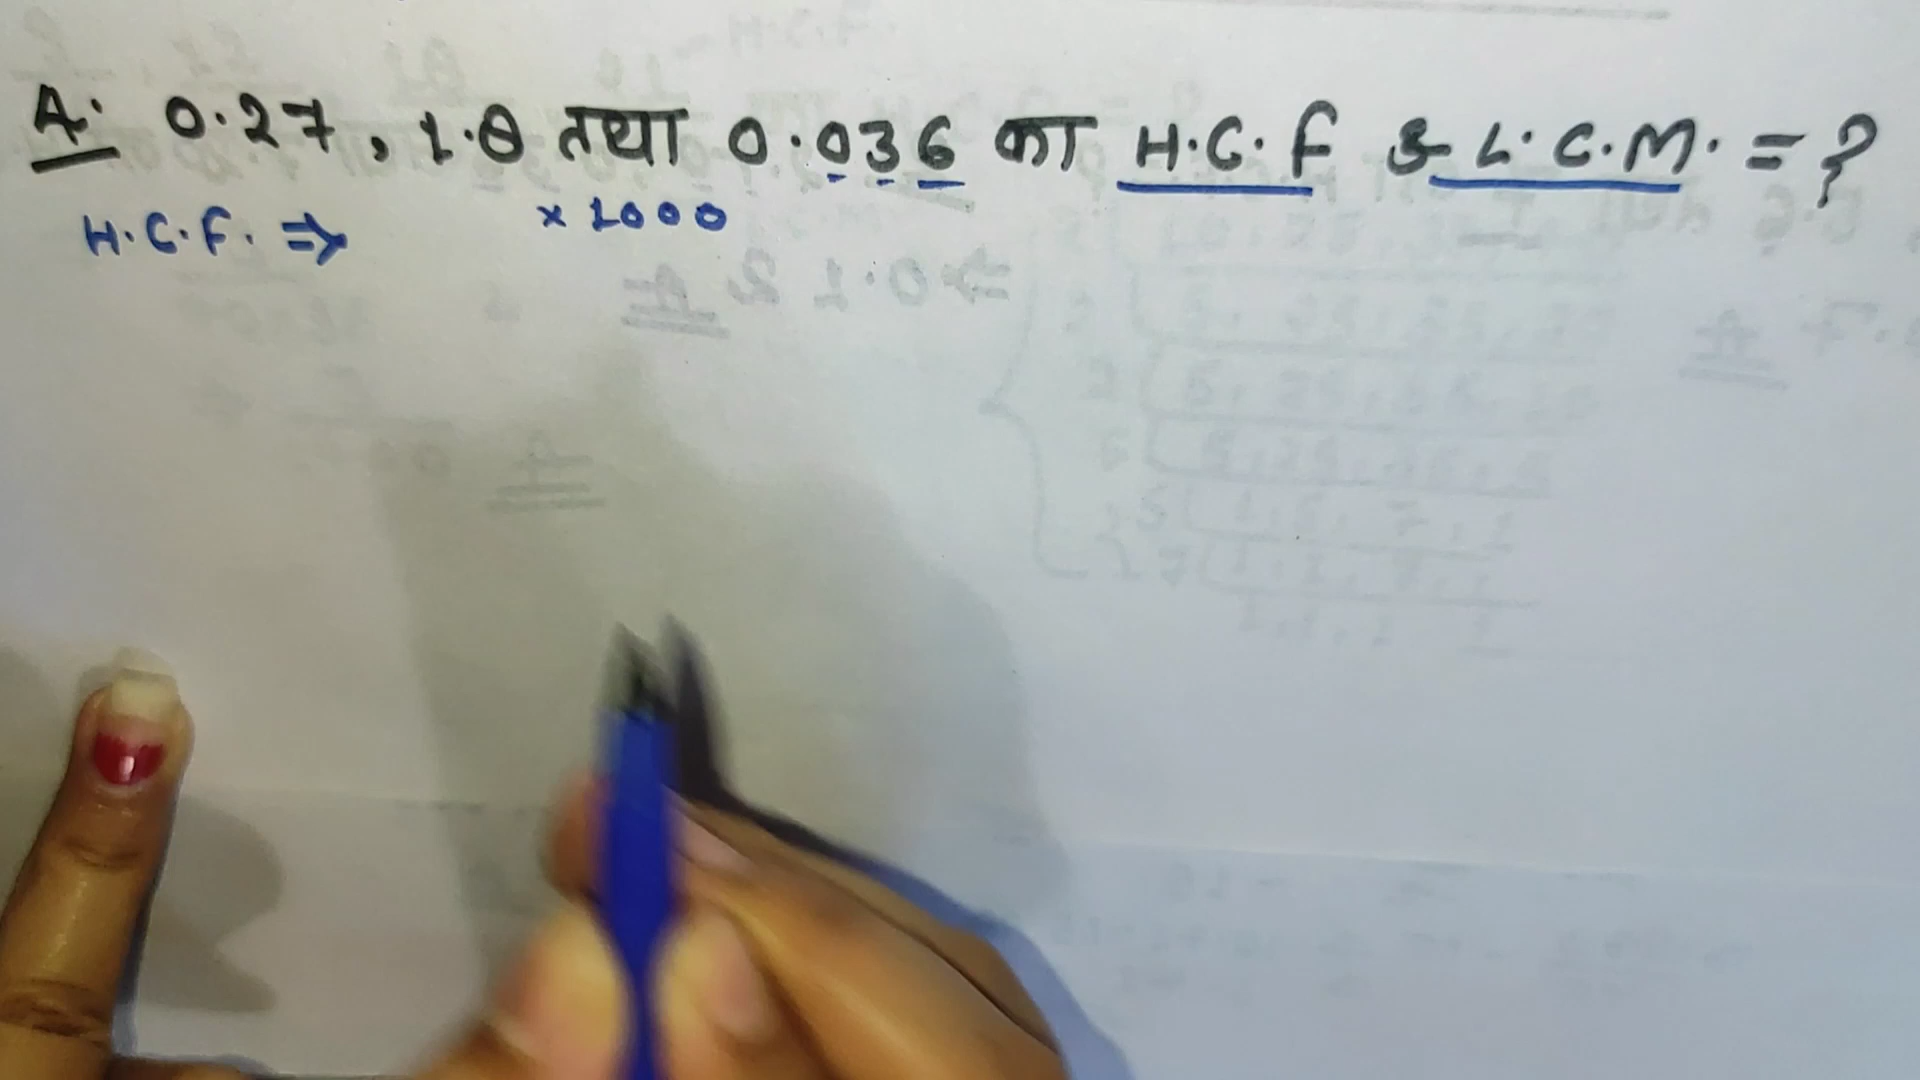 A. 0.27, 1.8 तथा 0.036 का H.C.F & L.C.M. = ?
H.C.F. ⇒ × 1000